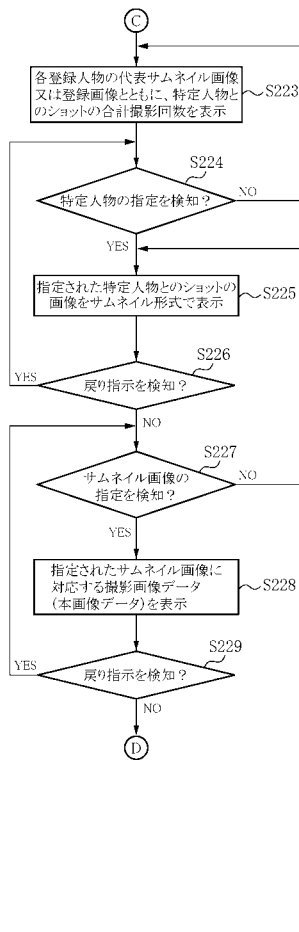 C
各登録人物の代表サムネイル画像
又は登録画像とともに、特定人物と
のショットの合計撮影回数を表示
S223
S224
特定人物の指定を検知？
NO
YES
指定された特定人物とのショットの
画像をサムネイル形式で表示
S225
S226
YES
戻り指示を検知？
NO
S227
サムネイル画像の
指定を検知？
NO
YES
指定されたサムネイル画像に
対応する撮影画像データ
(本画像データ)を表示
S228
S229
YES
戻り指示を検知？
NO
D